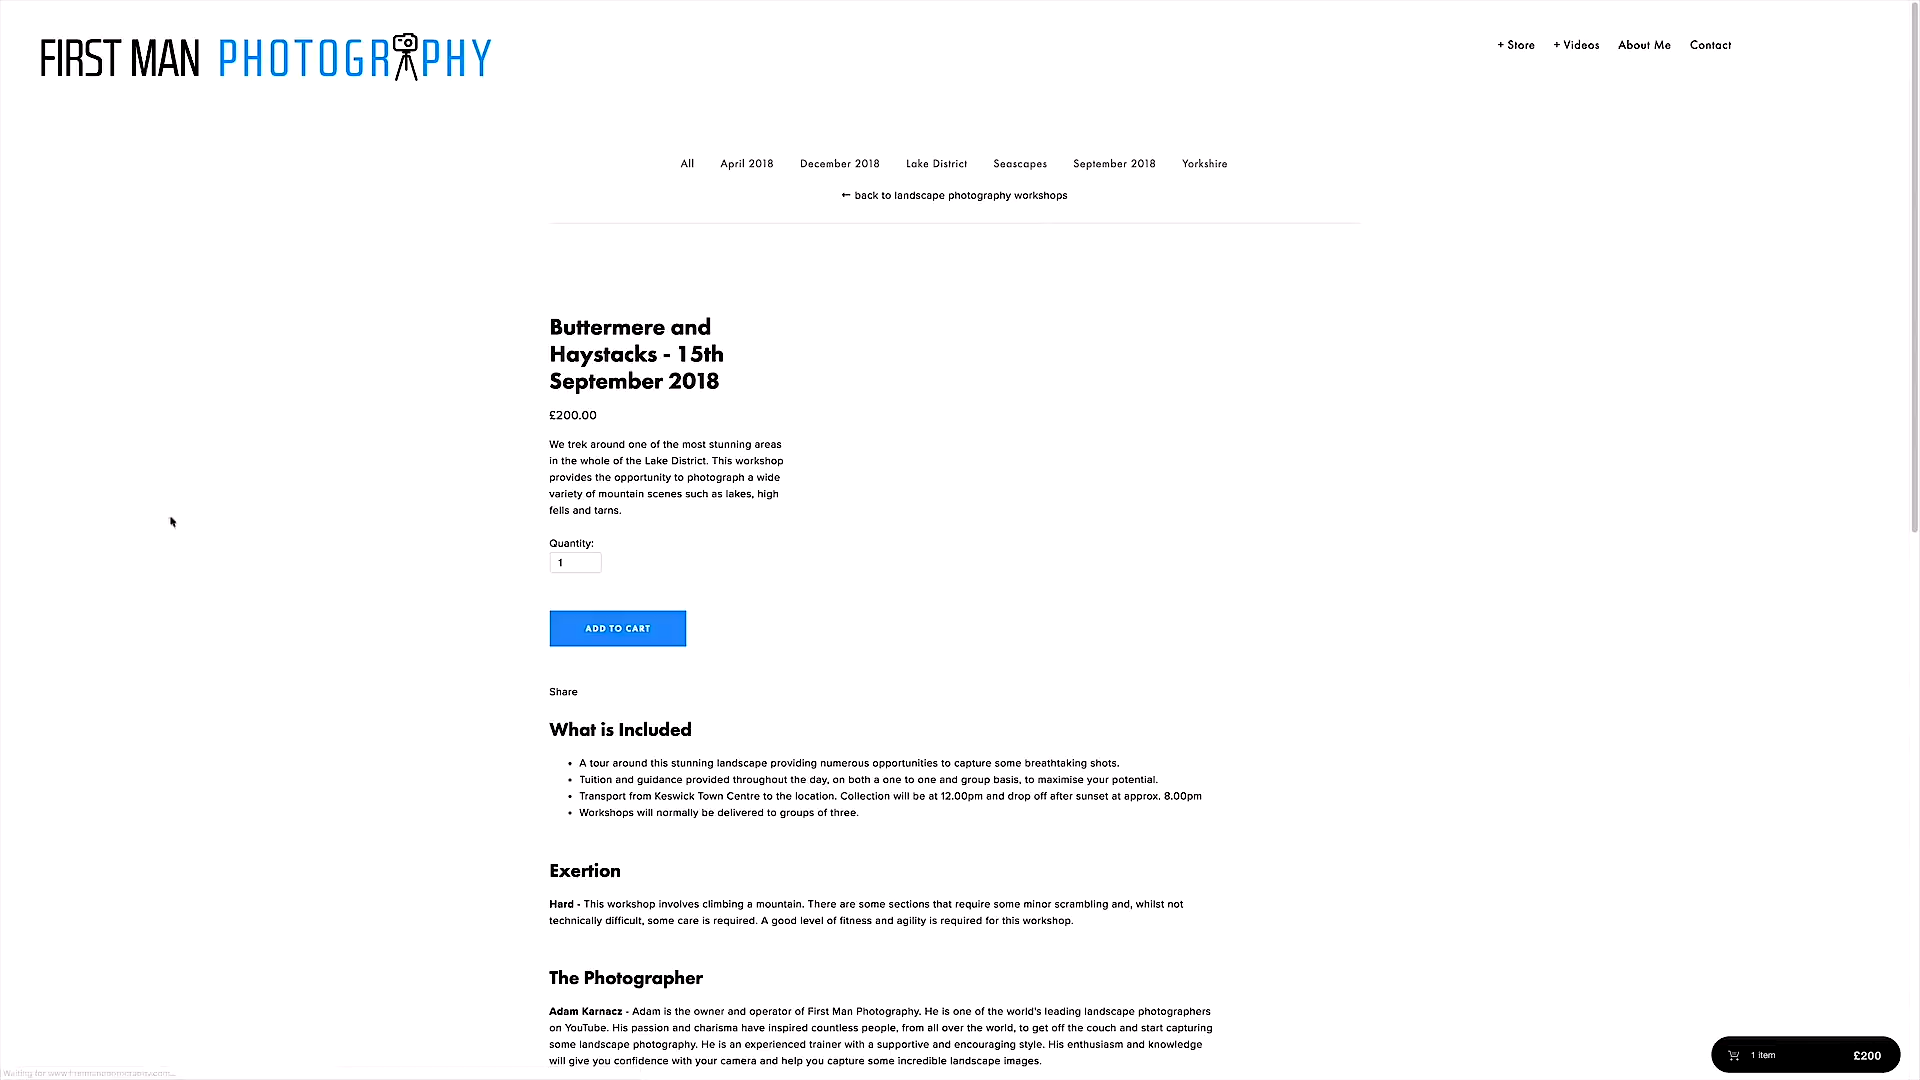 FIRST MAN PHOTOGRAPHY
+ Store + Videos About Me Contact
All April 2018 December 2018 Lake District Seascapes September 2018 Yorkshire
← back to landscape photography workshops
Buttermere and
Haystacks - 15th
September 2018
£200.00
We trek around one of the most stunning areas
in the whole of the Lake District. This workshop
provides the opportunity to photograph a wide
variety of mountain scenes such as lakes, high
fells and tarns.
Quantity:
1
ADD TO CART
Share
What is Included
• A tour around this stunning landscape providing numerous opportunities to capture some breathtaking shots.
• Tuition and guidance provided throughout the day, on both a one to one and group basis, to maximise your potential.
• Transport from Keswick Town Centre to the location. Collection will be at 12.00pm and drop off after sunset at approx. 8.00pm
• Workshops will normally be delivered to groups of three.
Exertion
Hard - This workshop involves climbing a mountain. There are some sections that require some minor scrambling and, whilst not
technically difficult, some care is required. A good level of fitness and agility is required for this workshop.
The Photographer
Adam Karnacz - Adam is the owner and operator of First Man Photography. He is one of the world's leading landscape photographers
on YouTube. His passion and charisma have inspired countless people, from all over the world, to get off the couch and start capturing
some landscape photography. He is an experienced trainer with a supportive and encouraging style. His enthusiasm and knowledge
will give you confidence with your camera and help you capture some incredible landscape images.
1 item £200
Waiting for